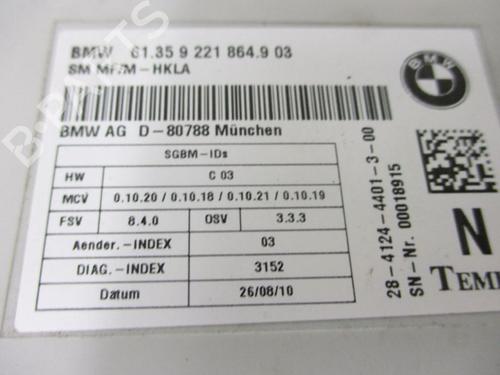 BMW 61.35 9 221 864.9 03
SM MF/M-HKLA
BMW
BMW AG D-80788 München
SGBM-IDs
HW C 03
MCV 0.10.20 / 0.10.18 / 0.10.21 / 0.10.19
FSV 8.4.0 OSV 3.3.3
Aender.-INDEX 03
DIAG.-INDEX 3152
Datum 26/08/10
28-4124-4401-3-00
SN-Nr. 00018915
N
B-PARTS